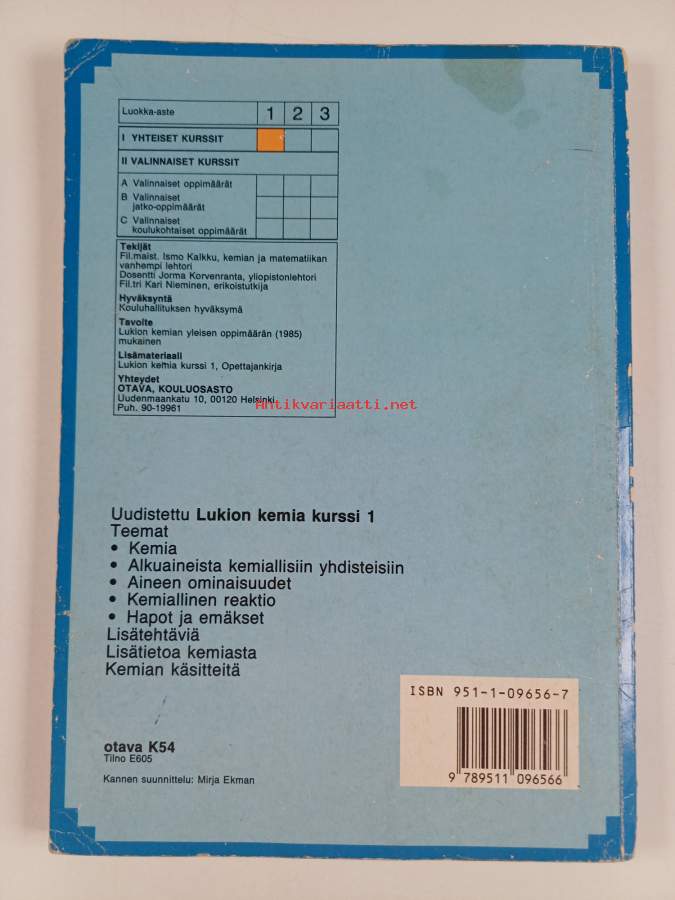 Luokka-aste 1 2 3
I YHTEISET KURSSIT
II VALINNAISET KURSSIT
A Valinnaiset oppimäärät
B Valinnaiset
jatko-oppimäärät
C Valinnaiset
koulukohtaiset oppimäärät
Tekijät
Fil.maist. Ismo Kalkku, kemian ja matematiikan
vanhempi lehtori
Dosentti Jorma Korvenranta, yliopistonlehtori
Fil.tri Kari Nieminen, erikoistutkija
Hyväksyntä
Kouluhallituksen hyväksymä
Tavoite
Lukion kemian yleisen oppimäärän (1985)
mukainen
Lisämateriaali
Lukion kemia kurssi 1, Opettajankirja
Yhteydet
OTAVA, KOULUOSASTO
Uudenmaankatu 10, 00120 Helsinki
Puh. 90-19961
Antikvariaatti.net
Uudistettu Lukion kemia kurssi 1
Teemat
• Kemia
• Alkuaineista kemiallisiin yhdisteisiin
• Aineen ominaisuudet
• Kemiallinen reaktio
• Hapot ja emäkset
Lisätehtäviä
Lisätietoa kemiasta
Kemian käsitteitä
ISBN 951-1-09656-7
9 789511 096566
otava K54
Tilno E605
Kannen suunnittelu: Mirja Ekman